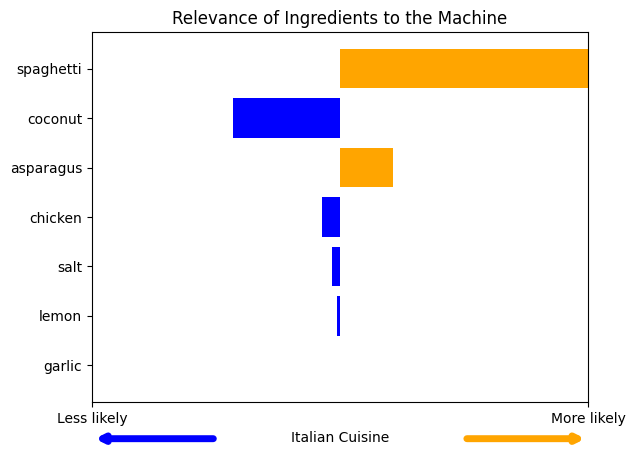 Relevance of Ingredients to the Machine
spaghetti
coconut
asparagus
chicken
salt
lemon
garlic
Less likely More likely
Italian Cuisine